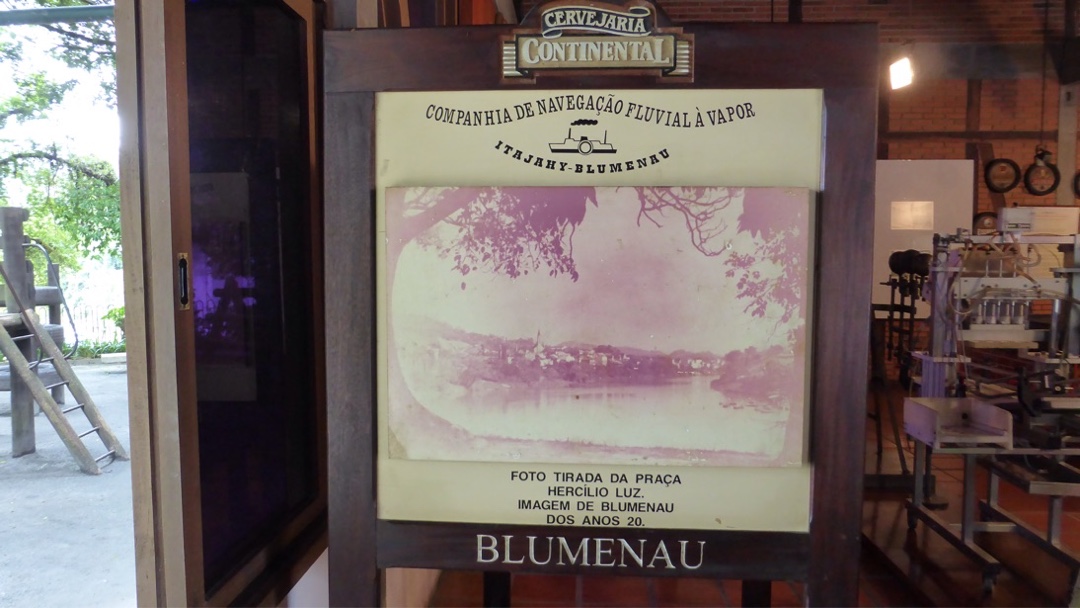 CERVEJARIA
CONTINENTAL
COMPANHIA DE NAVEGAÇÃO FLUVIAL À VAPOR
ITAJAHY-BLUMENAU
FOTO TIRADA DA PRAÇA
HERCÍLIO LUZ.
IMAGEM DE BLUMENAU
DOS ANOS 20.
BLUMENAU